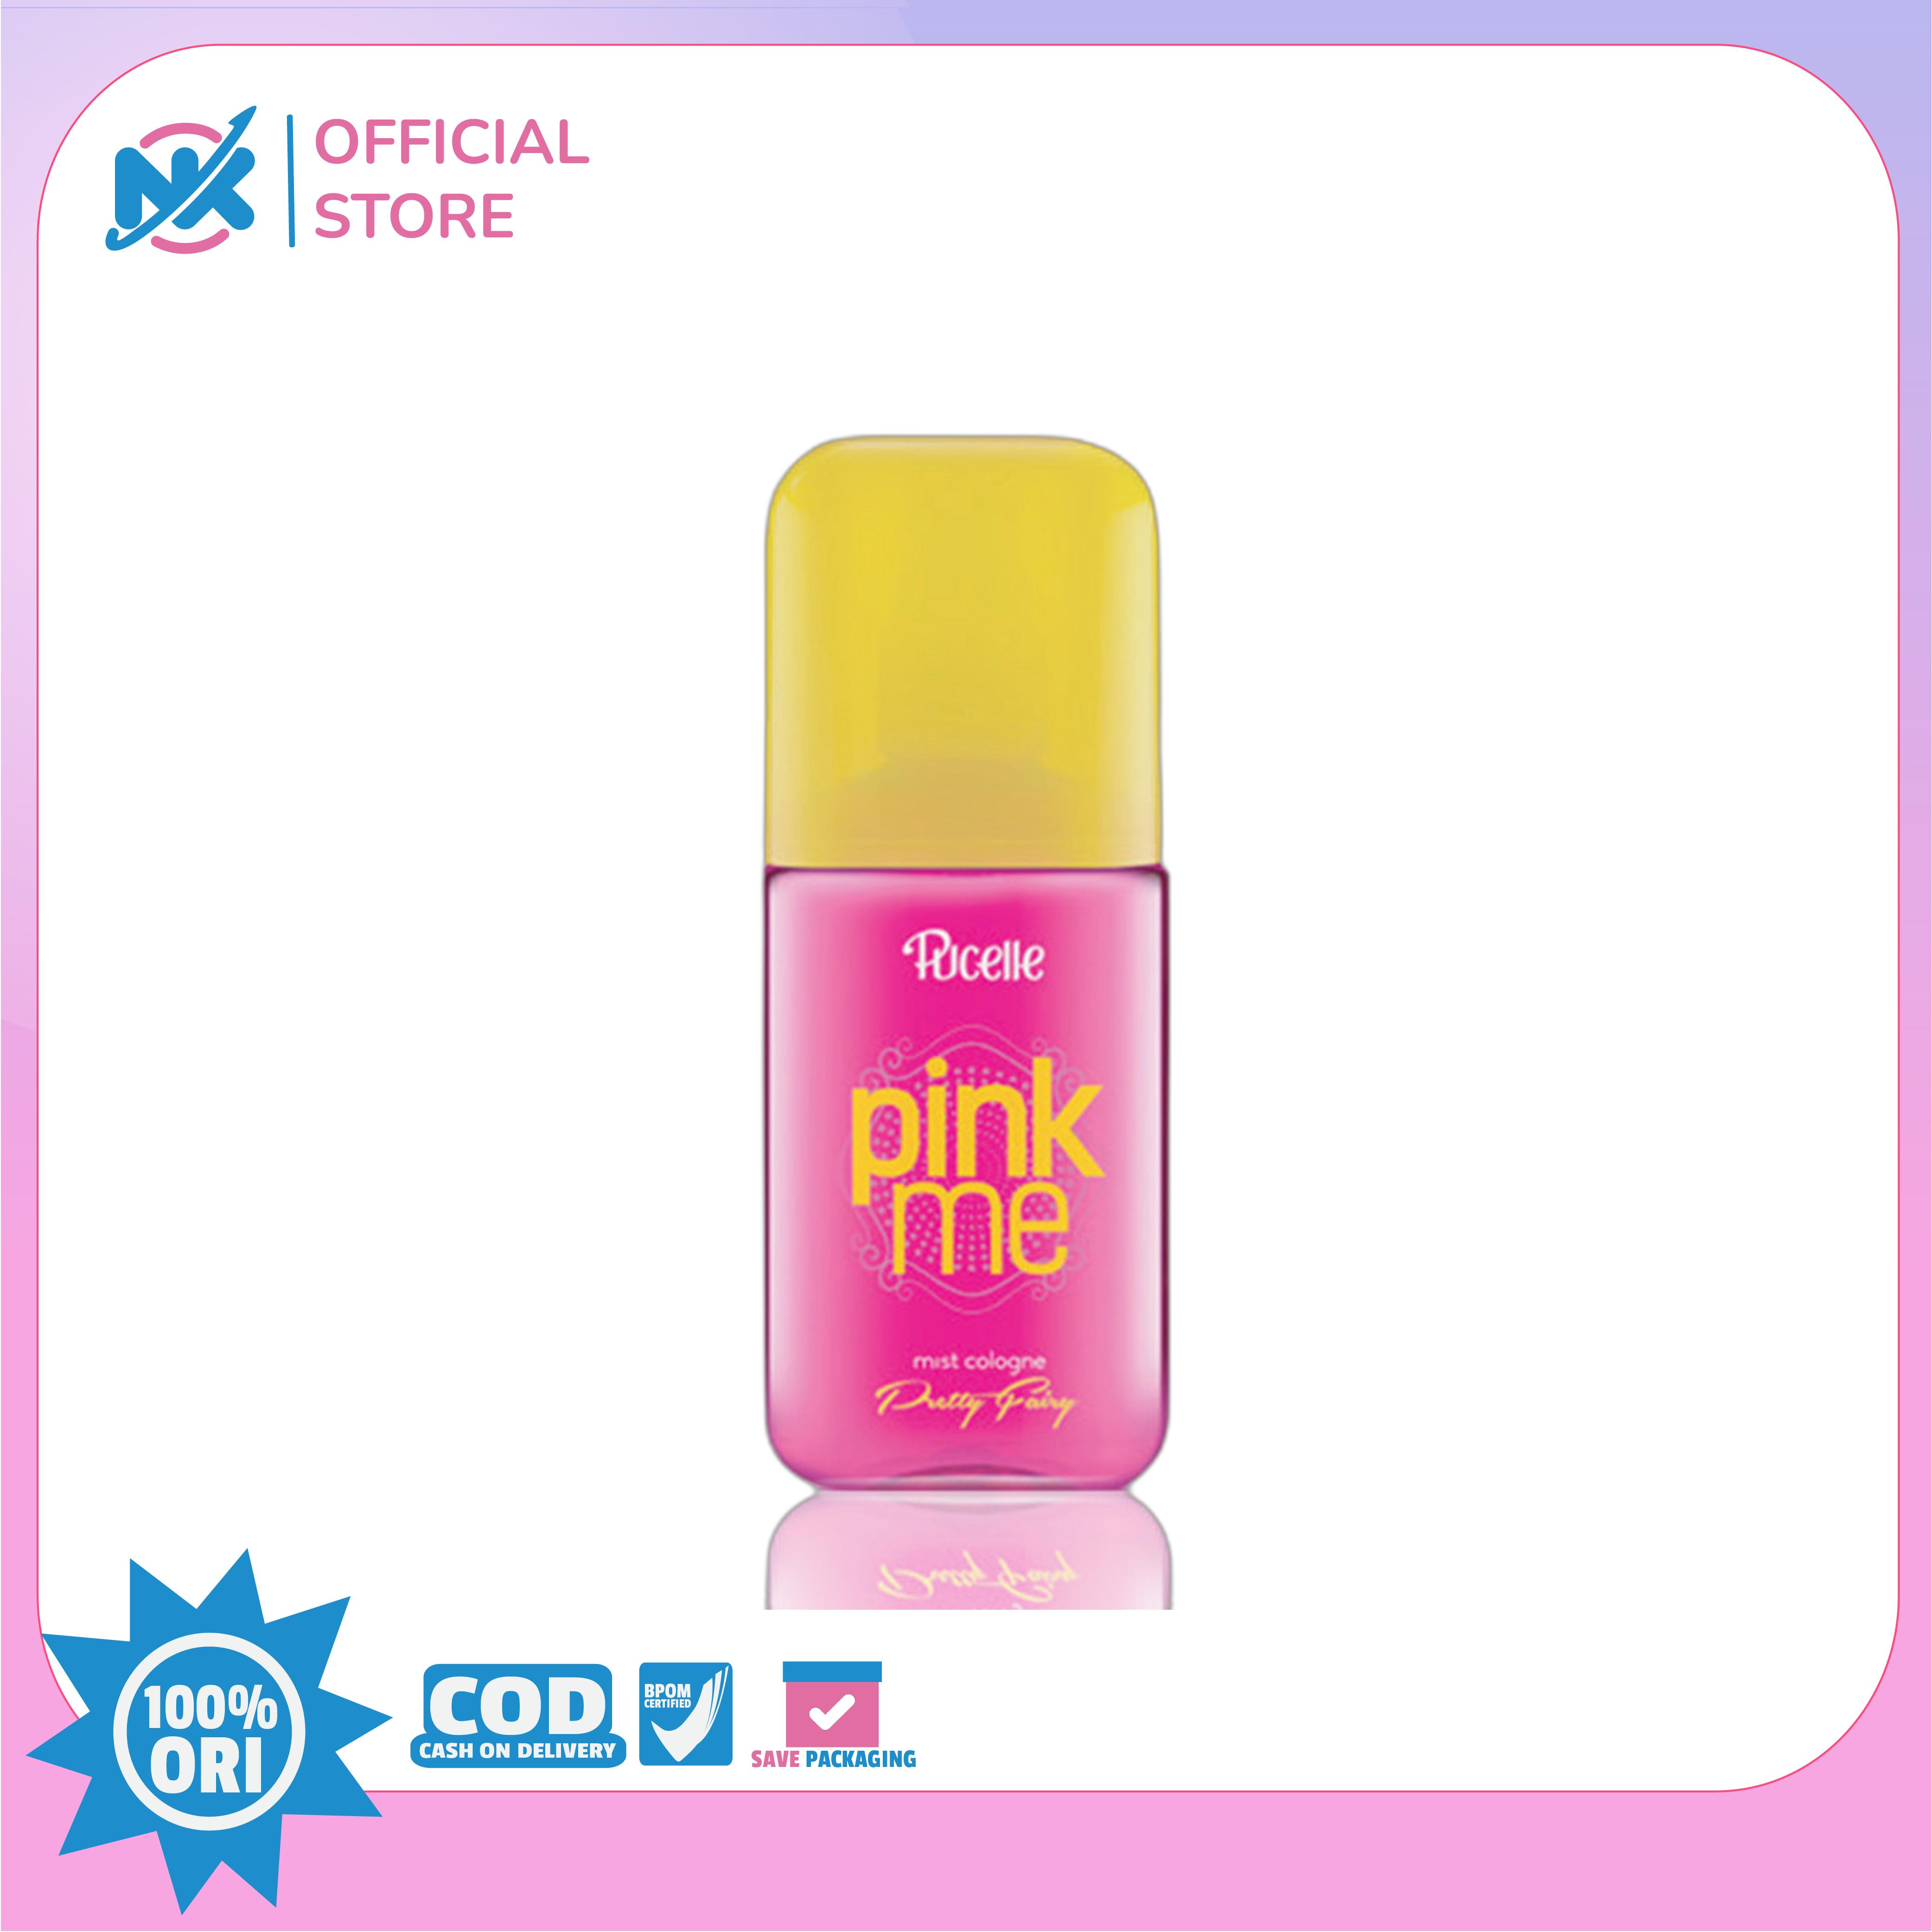 NK
OFFICIAL
STORE
Pucelle
pink
me
mist cologne
Pretty Fairy
100%
ORI
COD
CASH ON DELIVERY
BPOM
CERTIFIED
SAVE PACKAGING